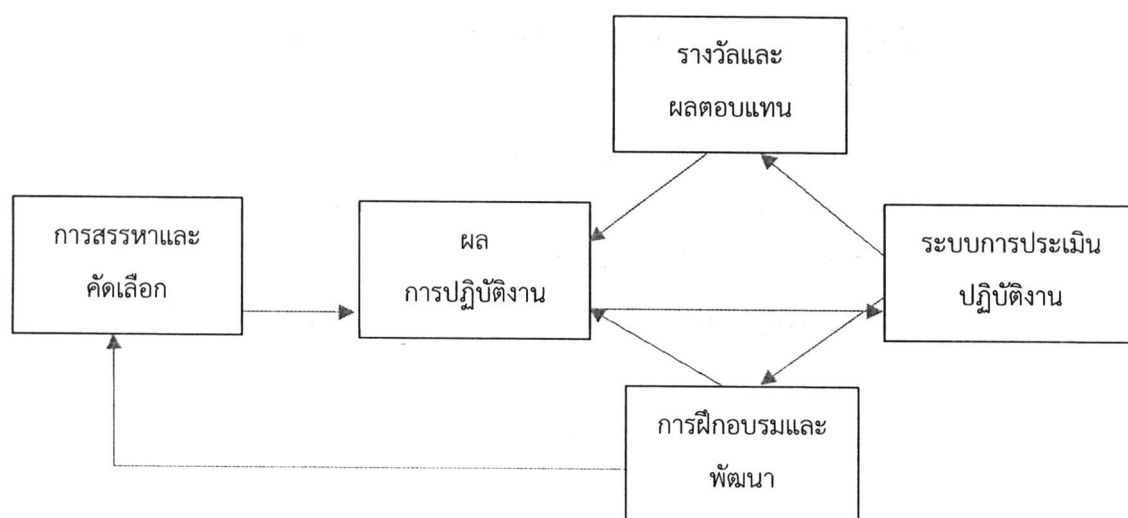 รางวัลและ
ผลตอบแทน
การสรรหาและ
คัดเลือก
ผล
การปฏิบัติงาน
ระบบการประเมิน
ปฏิบัติงาน
การฝึกอบรมและ
พัฒนา